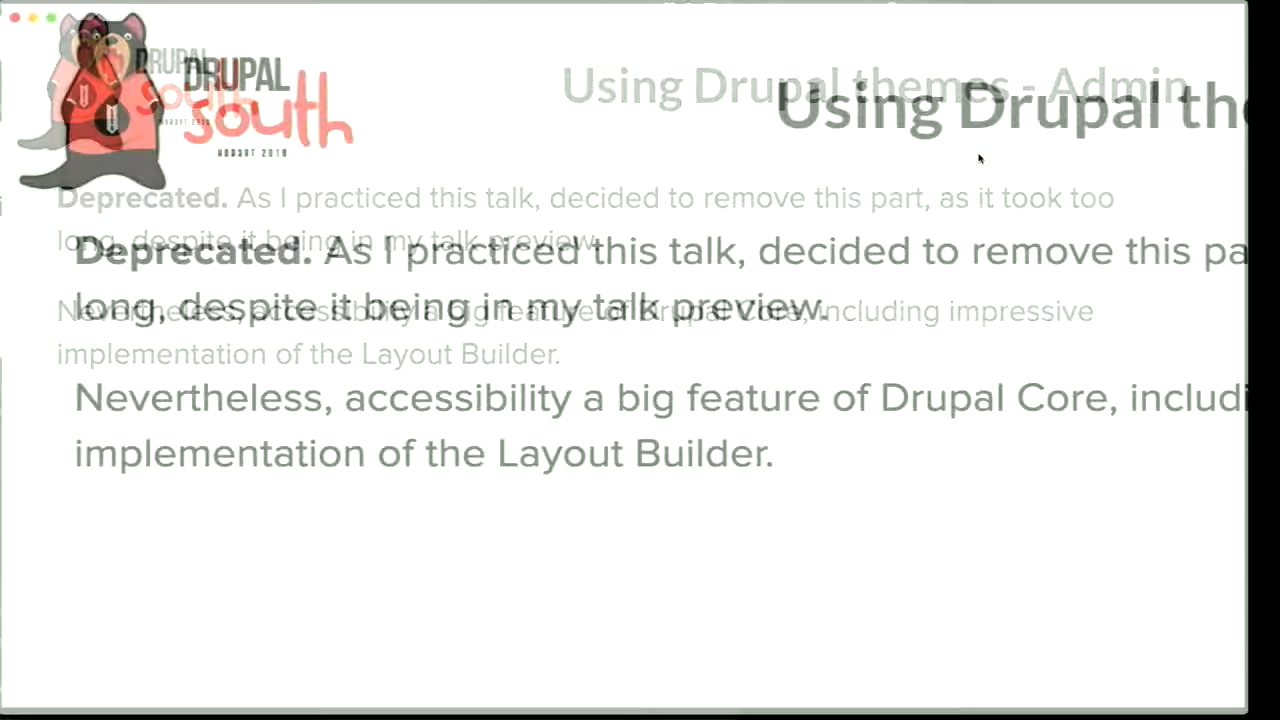 DRUPAL
south
Using Drupal themes - Admin
DRUPAL
south
AUGUST 2019
Using Drupal the
Deprecated. As I practiced this talk, decided to remove this part, as it took too
long, despite it being in my talk preview.
Nevertheless, accessibility a big feature of Drupal Core, including impressive
implementation of the Layout Builder.
Deprecated. As I practiced this talk, decided to remove this pa
long, despite it being in my talk preview.
Nevertheless, accessibility a big feature of Drupal Core, includi
implementation of the Layout Builder.